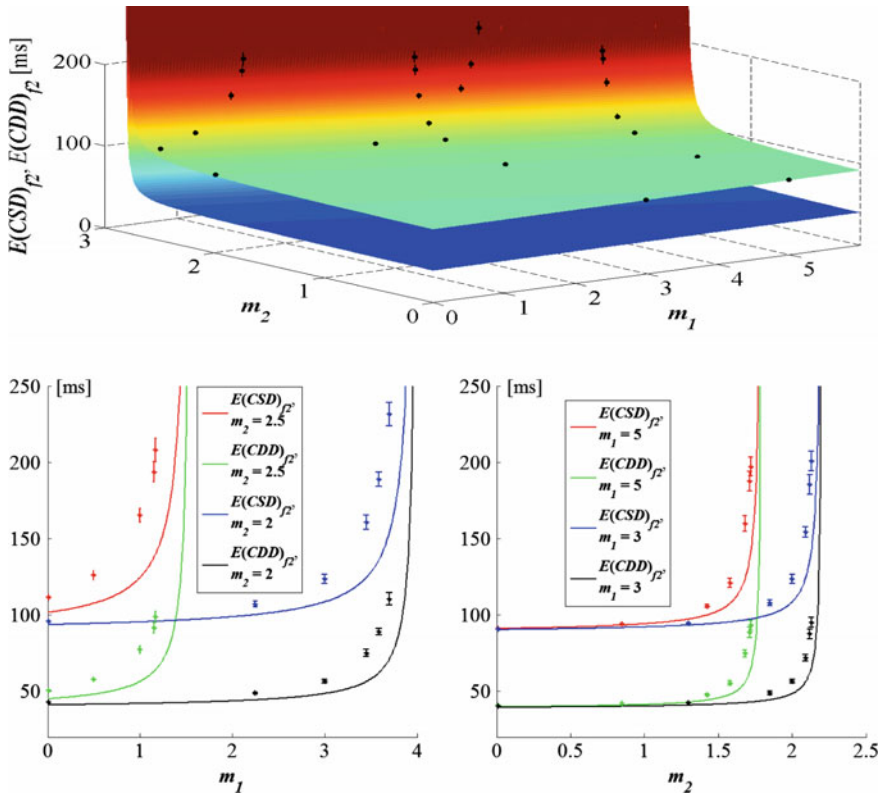 E(CSD)f2, E(CDD)f2 [ms]
200
100
0
3
2
1
0
m2
0
1
2
3
4
5
m1
250
200
150
100
50
[ms]
E(CSD)f2,
m2 = 2.5
E(CDD)f2,
m2 = 2.5
E(CSD)f2,
m2 = 2
E(CDD)f2,
m2 = 2
0
1
2
3
4
m1
250
200
150
100
50
[ms]
E(CSD)f2,
m1 = 5
E(CDD)f2,
m1 = 5
E(CSD)f2,
m1 = 3
E(CDD)f2,
m1 = 3
0
0.5
1
1.5
2
2.5
m2